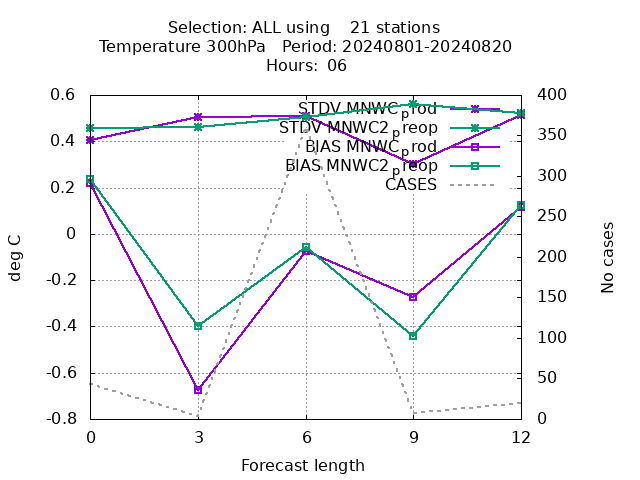 Selection: ALL using    21 stations
Temperature 300hPa   Period: 20240801-20240820
Hours:  06
STDV MNWC_prod
STDV MNWC2_preop
BIAS MNWC_prod
BIAS MNWC2_preop
CASES
0.6
0.4
0.2
0
-0.2
-0.4
-0.6
-0.8
deg C
400
350
300
250
200
150
100
50
0
No cases
0 3 6 9 12
Forecast length